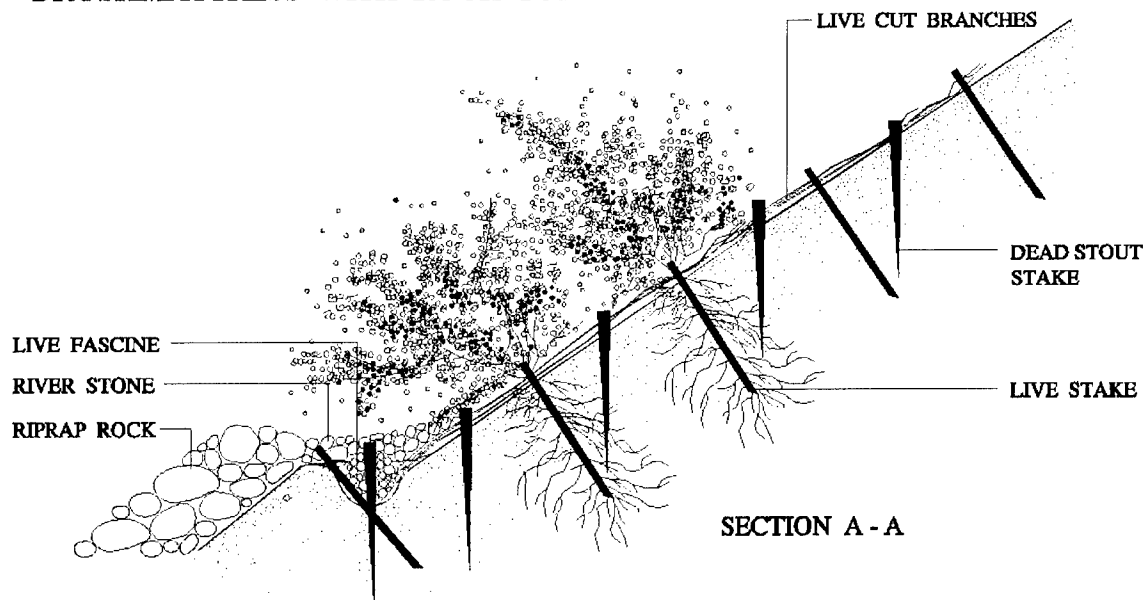 LIVE CUT BRANCHES
DEAD STOUT
STAKE
LIVE FASCINE
RIVER STONE
LIVE STAKE
RIPRAP ROCK
SECTION A - A